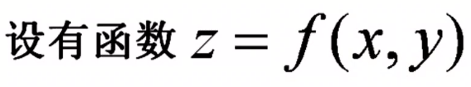 设有函数 z = f(x, y)